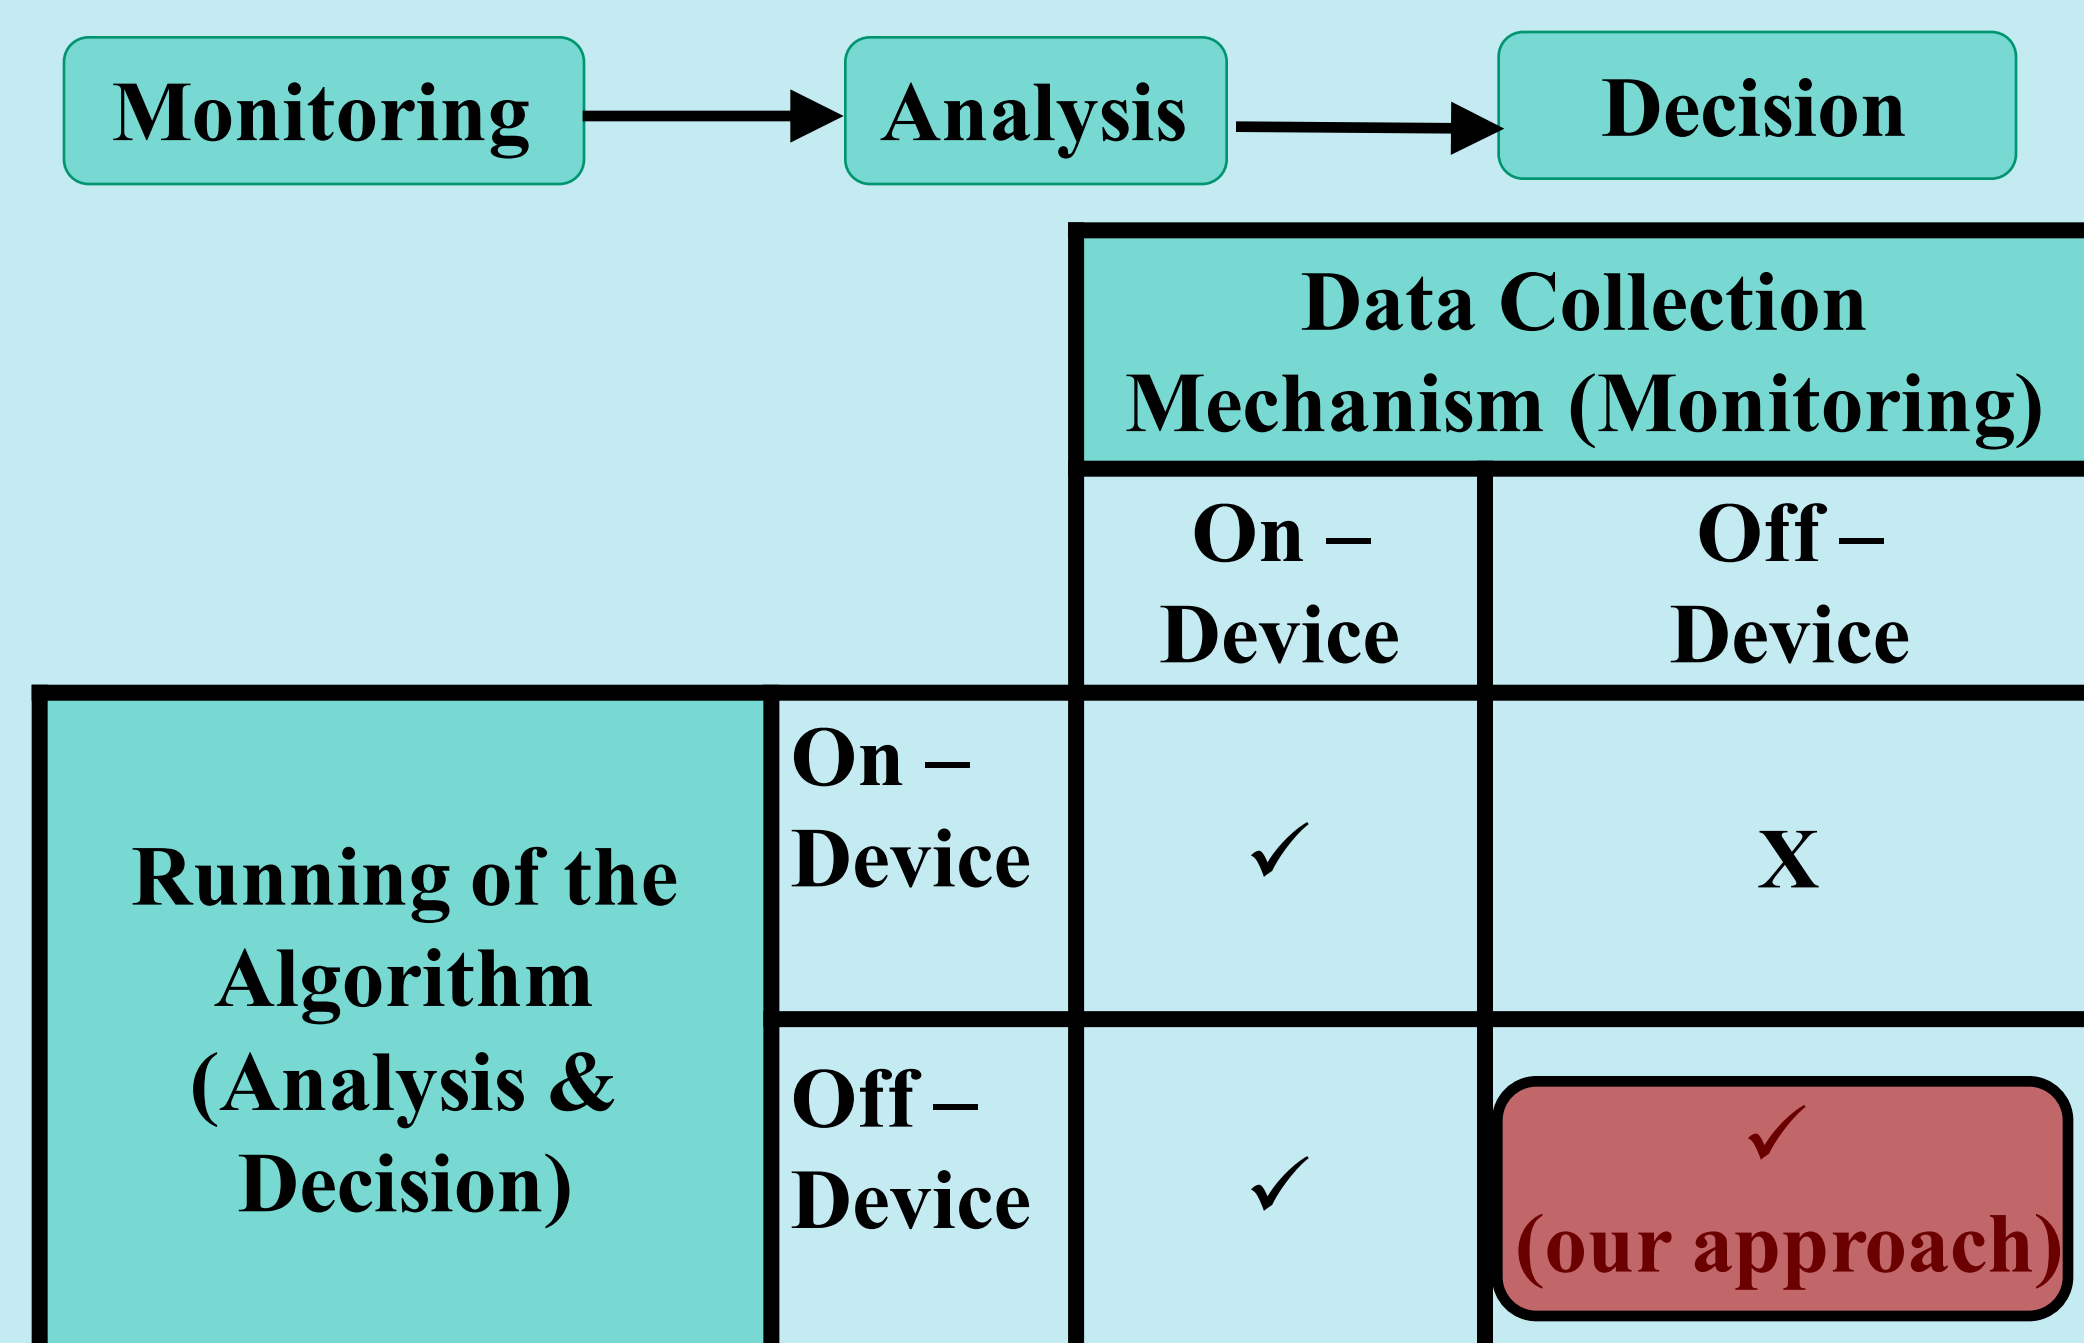 Monitoring
Analysis
Decision
Data Collection
Mechanism (Monitoring)
On –
Device
Off –
Device
Running of the
Algorithm
(Analysis &
Decision)
On –
Device
✓
X
Off –
Device
✓
✓
(our approach)